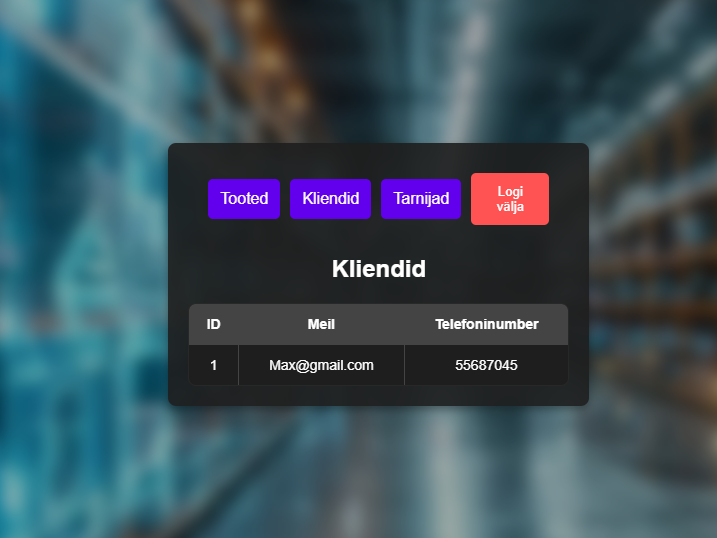 Tooted Kliendid Tarnijad Logi
välja
Kliendid
ID Meil Telefoninumber
1 Max@gmail.com 55687045